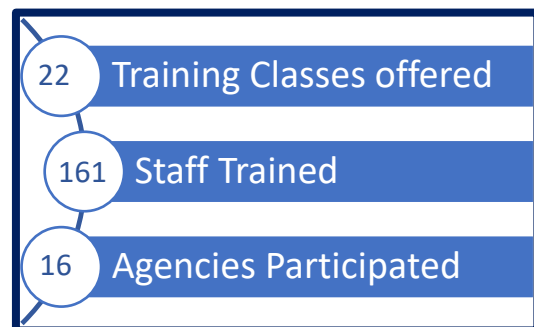 22 Training Classes offered
161 Staff Trained
16 Agencies Participated